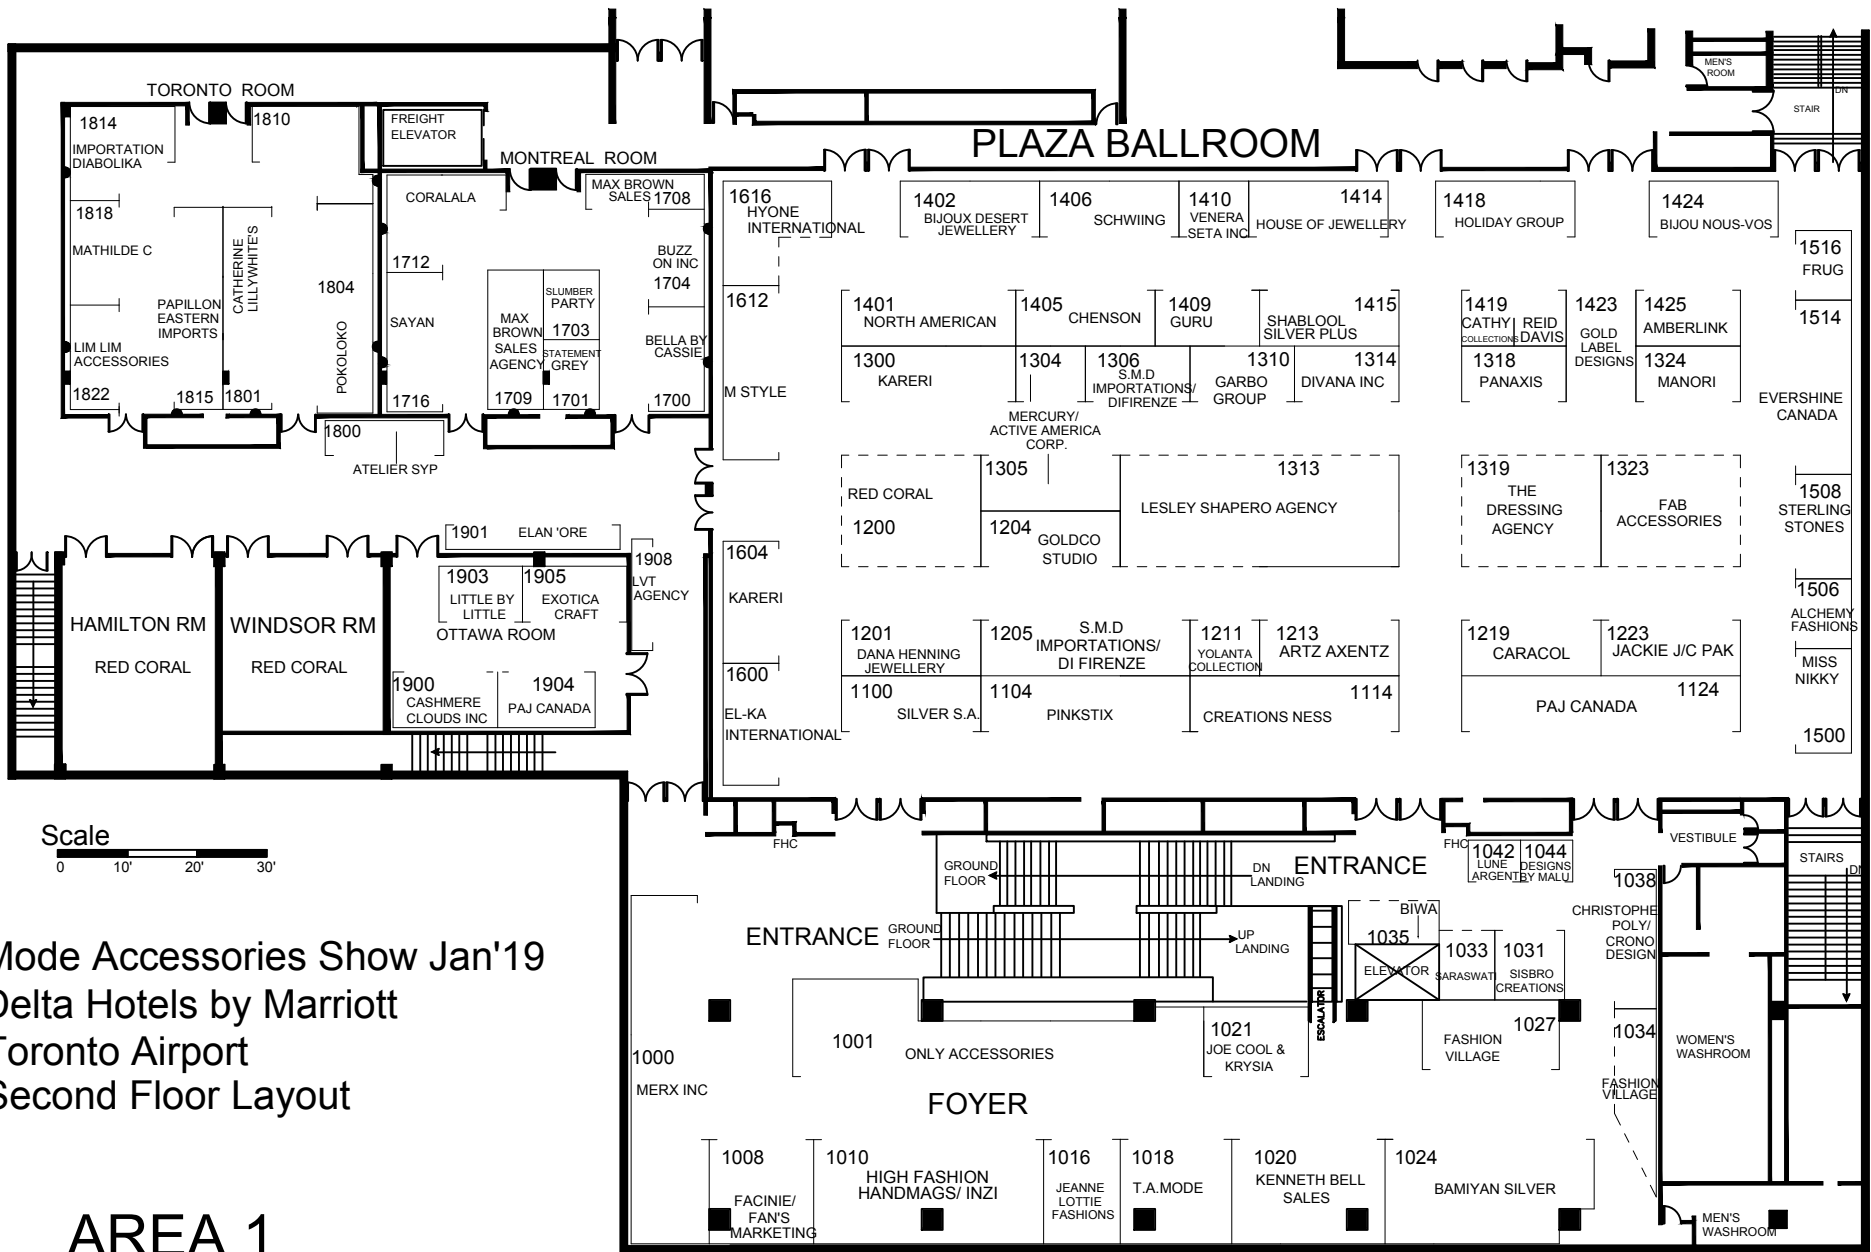 TORONTO ROOM
1814
IMPORTATION
DIABOLIKA
1810
1818
MATHILDE C
CATHERINE
LILLYWHITE'S
PAPILLON
EASTERN
IMPORTS
1804
POKOLOKO
LIM LIM
ACCESSORIES
1822
1815
1801
FREIGHT
ELEVATOR
MONTREAL ROOM
CORALALA
MAX BROWN
SALES
1708
1712
BUZZ
ON INC
1704
SAYAN
MAX
BROWN
SALES
AGENCY
1709
SLUMBER
PARTY
1703
STATEMENT
GREY
1701
BELLA BY
CASSIE
1716
1700
1800
ATELIER SYP
PLAZA BALLROOM
MEN'S
ROOM
DN
STAIR
1616
HYONE
INTERNATIONAL
1402
BIJOUX DESERT
JEWELLERY
1406
SCHWIING
1410
VENERA
SETA INC
1414
HOUSE OF JEWELLERY
1418
HOLIDAY GROUP
1424
BIJOU NOUS-VOS
1516
FRUG
1612
M STYLE
1401
NORTH AMERICAN
1405
CHENSON
1409
GURU
1415
SHABLOOL
SILVER PLUS
1419
CATHY
COLLECTIONS
REID
DAVIS
1423
GOLD
LABEL
DESIGNS
1425
AMBERLINK
1514
EVERSHINE
CANADA
1300
KARERI
1304
MERCURY/
ACTIVE AMERICA
CORP.
1306
S.M.D
IMPORTATIONS/
DIFIRENZE
1310
GARBO
GROUP
1314
DIVANA INC
1318
PANAXIS
1324
MANORI
RED CORAL
1200
1305
1204
GOLDCO
STUDIO
1313
LESLEY SHAPERO AGENCY
1319
THE
DRESSING
AGENCY
1323
FAB
ACCESSORIES
1508
STERLING
STONES
1901
ELAN 'ORE
1908
LVT
AGENCY
1903
LITTLE BY
LITTLE
1905
EXOTICA
CRAFT
OTTAWA ROOM
HAMILTON RM
RED CORAL
WINDSOR RM
RED CORAL
1900
CASHMERE
CLOUDS INC
1904
PAJ CANADA
1604
KARERI
1600
EL-KA
INTERNATIONAL
1201
DANA HENNING
JEWELLERY
1205
S.M.D
IMPORTATIONS/
DI FIRENZE
1211
YOLANTA
COLLECTION
1213
ARTZ AXENTZ
1219
CARACOL
1223
JACKIE J/C PAK
1506
ALCHEMY
FASHIONS
MISS
NIKKY
1500
1100
SILVER S.A.
1104
PINKSTIX
1114
CREATIONS NESS
1124
PAJ CANADA
Scale
0 10' 20' 30'
FHC
GROUND
FLOOR
DN
LANDING
ENTRANCE
FHC
1042
LUNE
ARGENT
1044
DESIGNS
BY MALU
VESTIBULE
STAIRS
DN
1038
CHRISTOPHE
POLY/
CRONO
DESIGN
ENTRANCE
GROUND
FLOOR
UP
LANDING
BIWA
1035
ELEVATOR
1033
SARASWATI
1031
SISBRO
CREATIONS
ESCALATOR
1000
MERX INC
1001
ONLY ACCESSORIES
1021
JOE COOL &
KRYSIA
1027
FASHION
VILLAGE
1034
FASHION
VILLAGE
WOMEN'S
WASHROOM
FOYER
1008
FACINIE/
FAN'S
MARKETING
1010
HIGH FASHION
HANDMAGS/ INZI
1016
JEANNE
LOTTIE
FASHIONS
1018
T.A.MODE
1020
KENNETH BELL
SALES
1024
BAMIYAN SILVER
MEN'S
WASHROOM
Mode Accessories Show Jan'19
Delta Hotels by Marriott
Toronto Airport
Second Floor Layout
AREA 1